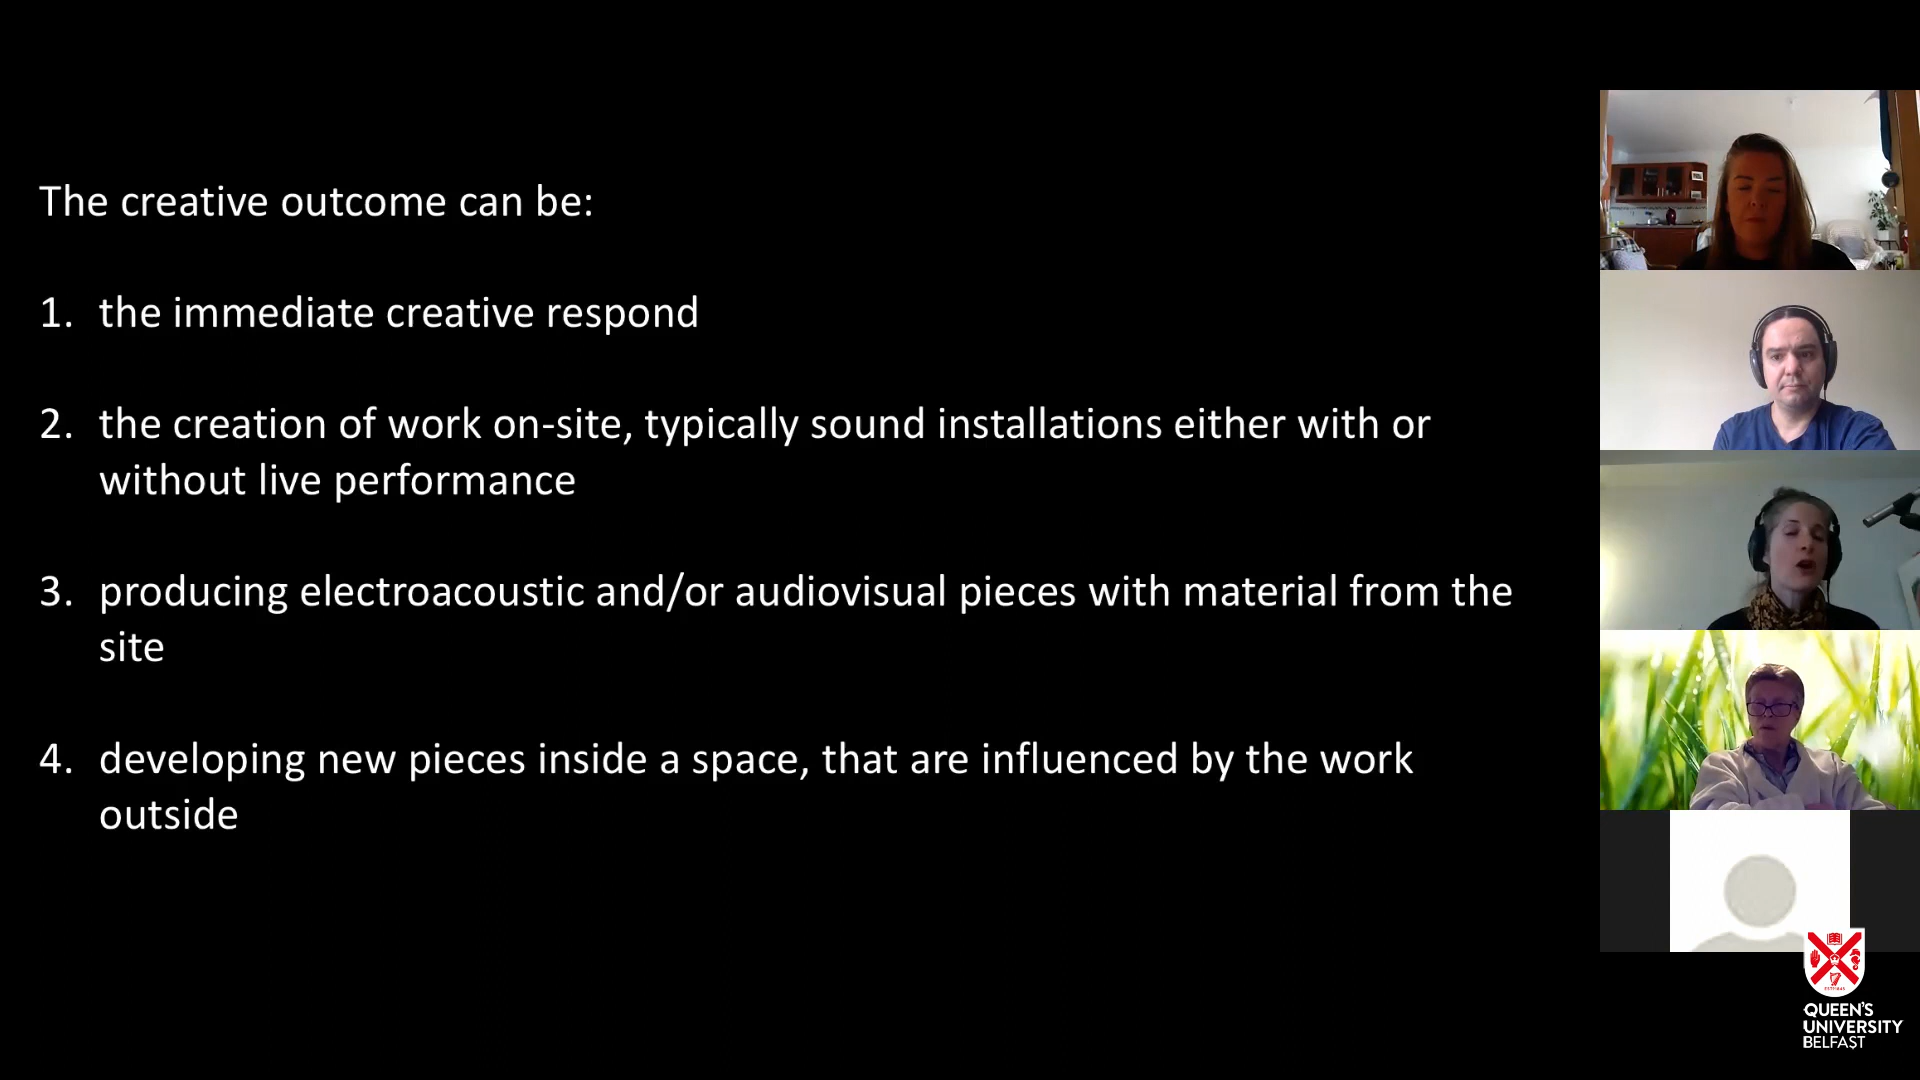 The creative outcome can be:
1. the immediate creative respond
2. the creation of work on-site, typically sound installations either with or
without live performance
3. producing electroacoustic and/or audiovisual pieces with material from the
site
4. developing new pieces inside a space, that are influenced by the work
outside
QUEEN'S
UNIVERSITY
BELFAST